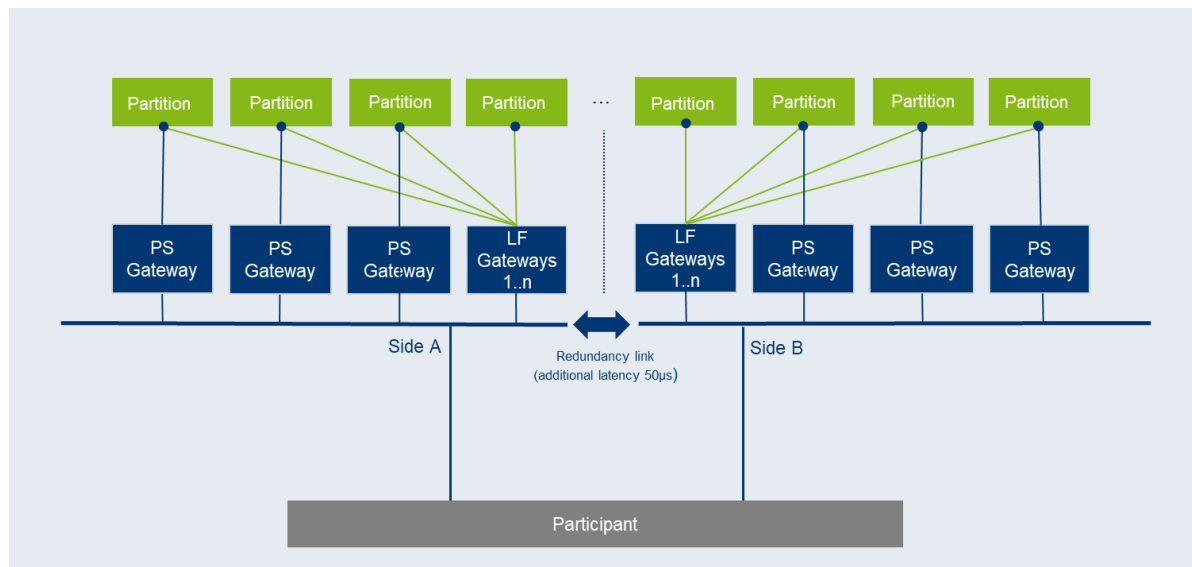 Partition
Partition
Partition
Partition
...
Partition
Partition
Partition
Partition
PS
Gateway
PS
Gateway
PS
Gateway
LF
Gateways
1..n
LF
Gateways
1..n
PS
Gateway
PS
Gateway
PS
Gateway
Side A
Redundancy link
(additional latency 50µs)
Side B
Participant